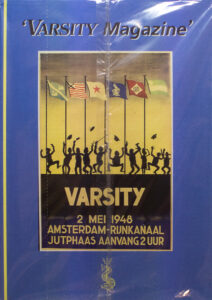 'VARSITY Magazine'
VARSITY
2 MEI 1948
AMSTERDAM-RIJNKANAAL
JUTPHAAS AANVANG 2 UUR